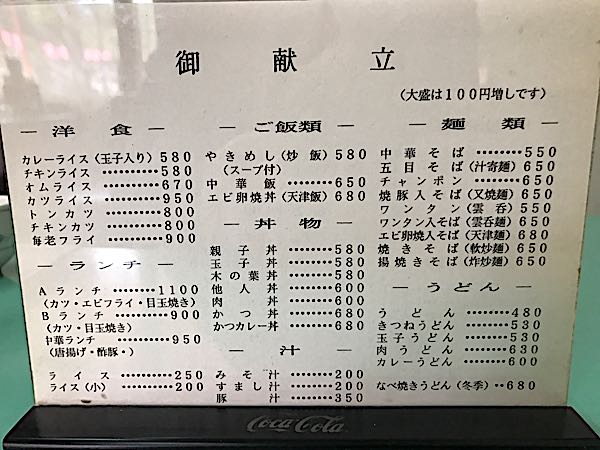 御献立
（大盛は100円増しです）
― 洋食 ―
カレーライス（玉子入り）580
チキンライス ………580
オムライス ………670
カツライス ………950
トンカツ ………800
チキンカツ ………800
海老フライ ………900
― ランチ ―
Aランチ ………1100
（カツ・エビフライ・目玉焼き）
Bランチ ………900
（カツ・目玉焼き）
中華ランチ ………950
（唐揚げ・酢豚・）
ライス ………250
ライス（小）………200
― ご飯類 ―
やきめし（炒飯）580
（スープ付）
中華飯 ………650
エビ卵焼丼（天津飯）680
― 丼物 ―
親子丼 ………580
玉子丼 ………580
木の葉丼 ………580
他人丼 ………600
肉丼 ………600
かつ丼 ………680
かつカレー丼 ………680
― 汁 ―
みそ汁 ………200
すまし汁 ………200
豚汁 ………350
― 麺類 ―
中華そば ………550
五目そば（汁寄麺）650
チャンポン ………650
焼豚入そば（叉焼麺）650
ワンタン（雲呑）550
ワンタン入そば（雲呑麺）650
エビ卵焼入そば（天津麺）680
焼きそば（軟炒麺）650
揚焼きそば（炸炒麺）650
― うどん ―
うどん ………480
きつねうどん ………530
玉子うどん ………530
肉うどん ………630
カレーうどん ………600
なべ焼きうどん（冬季）‥680
Coca-Cola